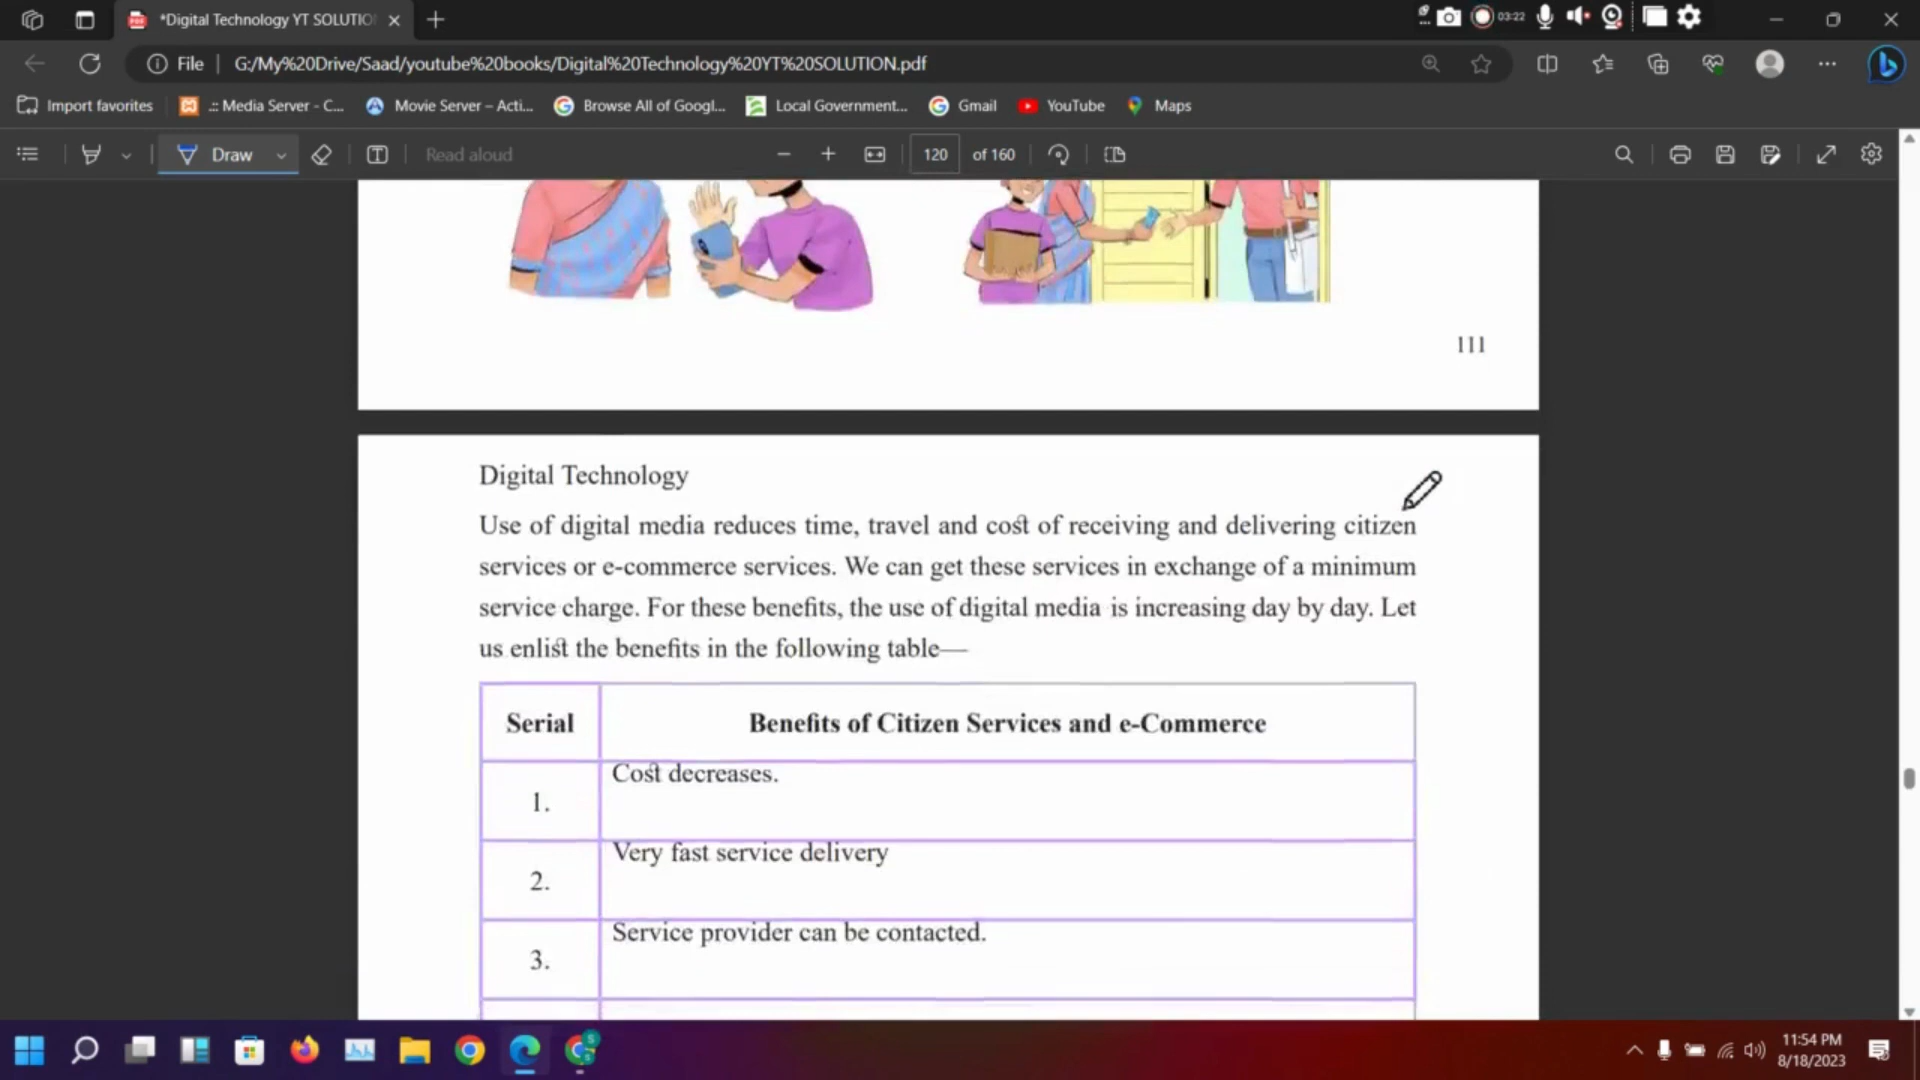 *Digital Technology YT SOLUTIO
03:22
File
G:/My%20Drive/Saad/youtube%20books/Digital%20Technology%20YT%20SOLUTION.pdf
Import favorites
.:: Media Server - C...
Movie Server – Acti...
Browse All of Googl...
Local Government...
Gmail
YouTube
Maps
Draw
Read aloud
120
of 160
111
Digital Technology
Use of digital media reduces time, travel and cost of receiving and delivering citizen
services or e-commerce services. We can get these services in exchange of a minimum
service charge. For these benefits, the use of digital media is increasing day by day. Let
us enlist the benefits in the following table—
Serial
Benefits of Citizen Services and e-Commerce
1.
Cost decreases.
2.
Very fast service delivery
3.
Service provider can be contacted.
11:54 PM
8/18/2023